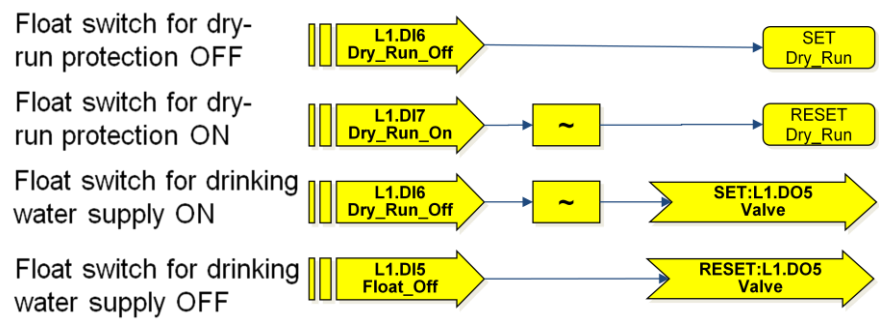 Float switch for dry-
run protection OFF
L1.DI6
Dry_Run_Off
SET
Dry_Run
Float switch for dry-
run protection ON
L1.DI7
Dry_Run_On
~
RESET
Dry_Run
Float switch for drinking
water supply ON
L1.DI6
Dry_Run_Off
~
SET:L1.DO5
Valve
Float switch for drinking
water supply OFF
L1.DI5
Float_Off
RESET:L1.DO5
Valve